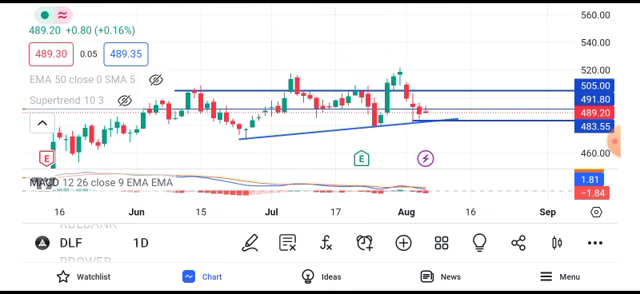 560.00
489.20 +0.80 (+0.16%)
540.00
489.30 0.05 489.35
520.00
EMA 50 close 0 SMA 5
505.00
Supertrend 10 3
491.80
489.20
483.55
460.00
E
E
12 26 close 9 EMA EMA
1.81
−1.84
16 Jun 15 Jul 17 Aug 16 Sep
DLF 1D
Watchlist Chart Ideas News Menu